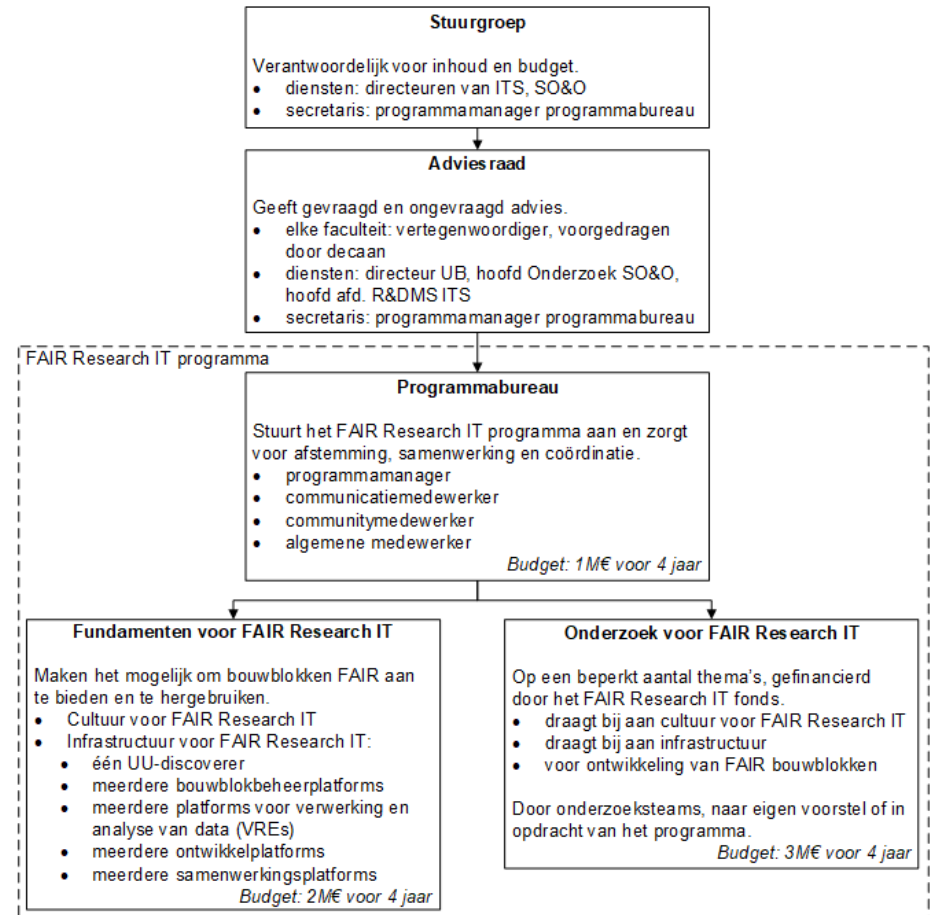 Stuurgroep
Verantwoordelijk voor inhoud en budget.
• diensten: directeuren van ITS, SO&O
• secretaris: programmamanager programmabureau
Adviesraad
Geeft gevraagd en ongevraagd advies.
• elke faculteit: vertegenwoordiger, voorgedragen
door decaan
• diensten: directeur UB, hoofd Onderzoek SO&O,
hoofd afd. R&DMS ITS
• secretaris: programmamanager programmabureau
FAIR Research IT programma
Programmabureau
Stuurt het FAIR Research IT programma aan en zorgt
voor afstemming, samenwerking en coördinatie.
• programmamanager
• communicatiemedewerker
• communitymedewerker
• algemene medewerker
Budget: 1M€ voor 4 jaar
Fundamenten voor FAIR Research IT
Maken het mogelijk om bouwblokken FAIR aan
te bieden en te hergebruiken.
• Cultuur voor FAIR Research IT
• Infrastructuur voor FAIR Research IT:
• één UU-discoverer
• meerdere bouwblokbeheerplatforms
• meerdere platforms voor verwerking en
analyse van data (VREs)
• meerdere ontwikkelplatforms
• meerdere samenwerkingsplatforms
Budget: 2M€ voor 4 jaar
Onderzoek voor FAIR Research IT
Op een beperkt aantal thema's, gefinancierd
door het FAIR Research IT fonds.
• draagt bij aan cultuur voor FAIR Research IT
• draagt bij aan infrastructuur
• voor ontwikkeling van FAIR bouwblokken
Door onderzoeksteams, naar eigen voorstel of in
opdracht van het programma.
Budget: 3M€ voor 4 jaar